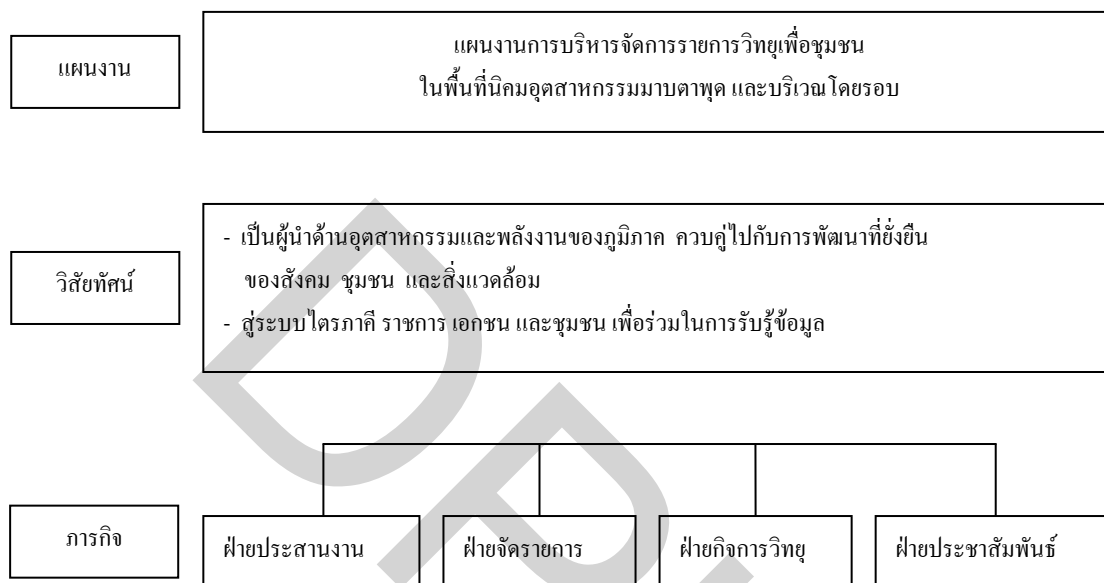 แผนงาน
แผนงานการบริหารจัดการรายการวิทยุเพื่อชุมชน
ในพื้นที่นิคมอุตสาหกรรมมาบตาพุด และบริเวณโดยรอบ
วิสัยทัศน์
- เป็นผู้นำด้านอุตสาหกรรมและพลังงานของภูมิภาค ควบคู่ไปกับการพัฒนาที่ยั่งยืน
ของสังคม ชุมชน และสิ่งแวดล้อม
- สู่ระบบไตรภาคี ราชการ เอกชน และชุมชน เพื่อร่วมในการรับรู้ข้อมูล
ภารกิจ
ฝ่ายประสานงาน
ฝ่ายจัดรายการ
ฝ่ายกิจการวิทยุ
ฝ่ายประชาสัมพันธ์